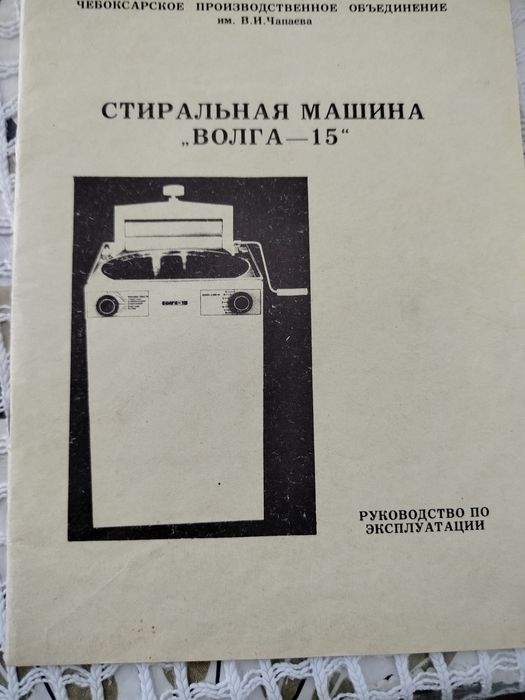 ЧЕБОКСАРСКОЕ ПРОИЗВОДСТВЕННОЕ ОБЪЕДИНЕНИЕ
им. В.И.Чапаева
СТИРАЛЬНАЯ МАШИНА
„ВОЛГА—15“
РУКОВОДСТВО ПО
ЭКСПЛУАТАЦИИ